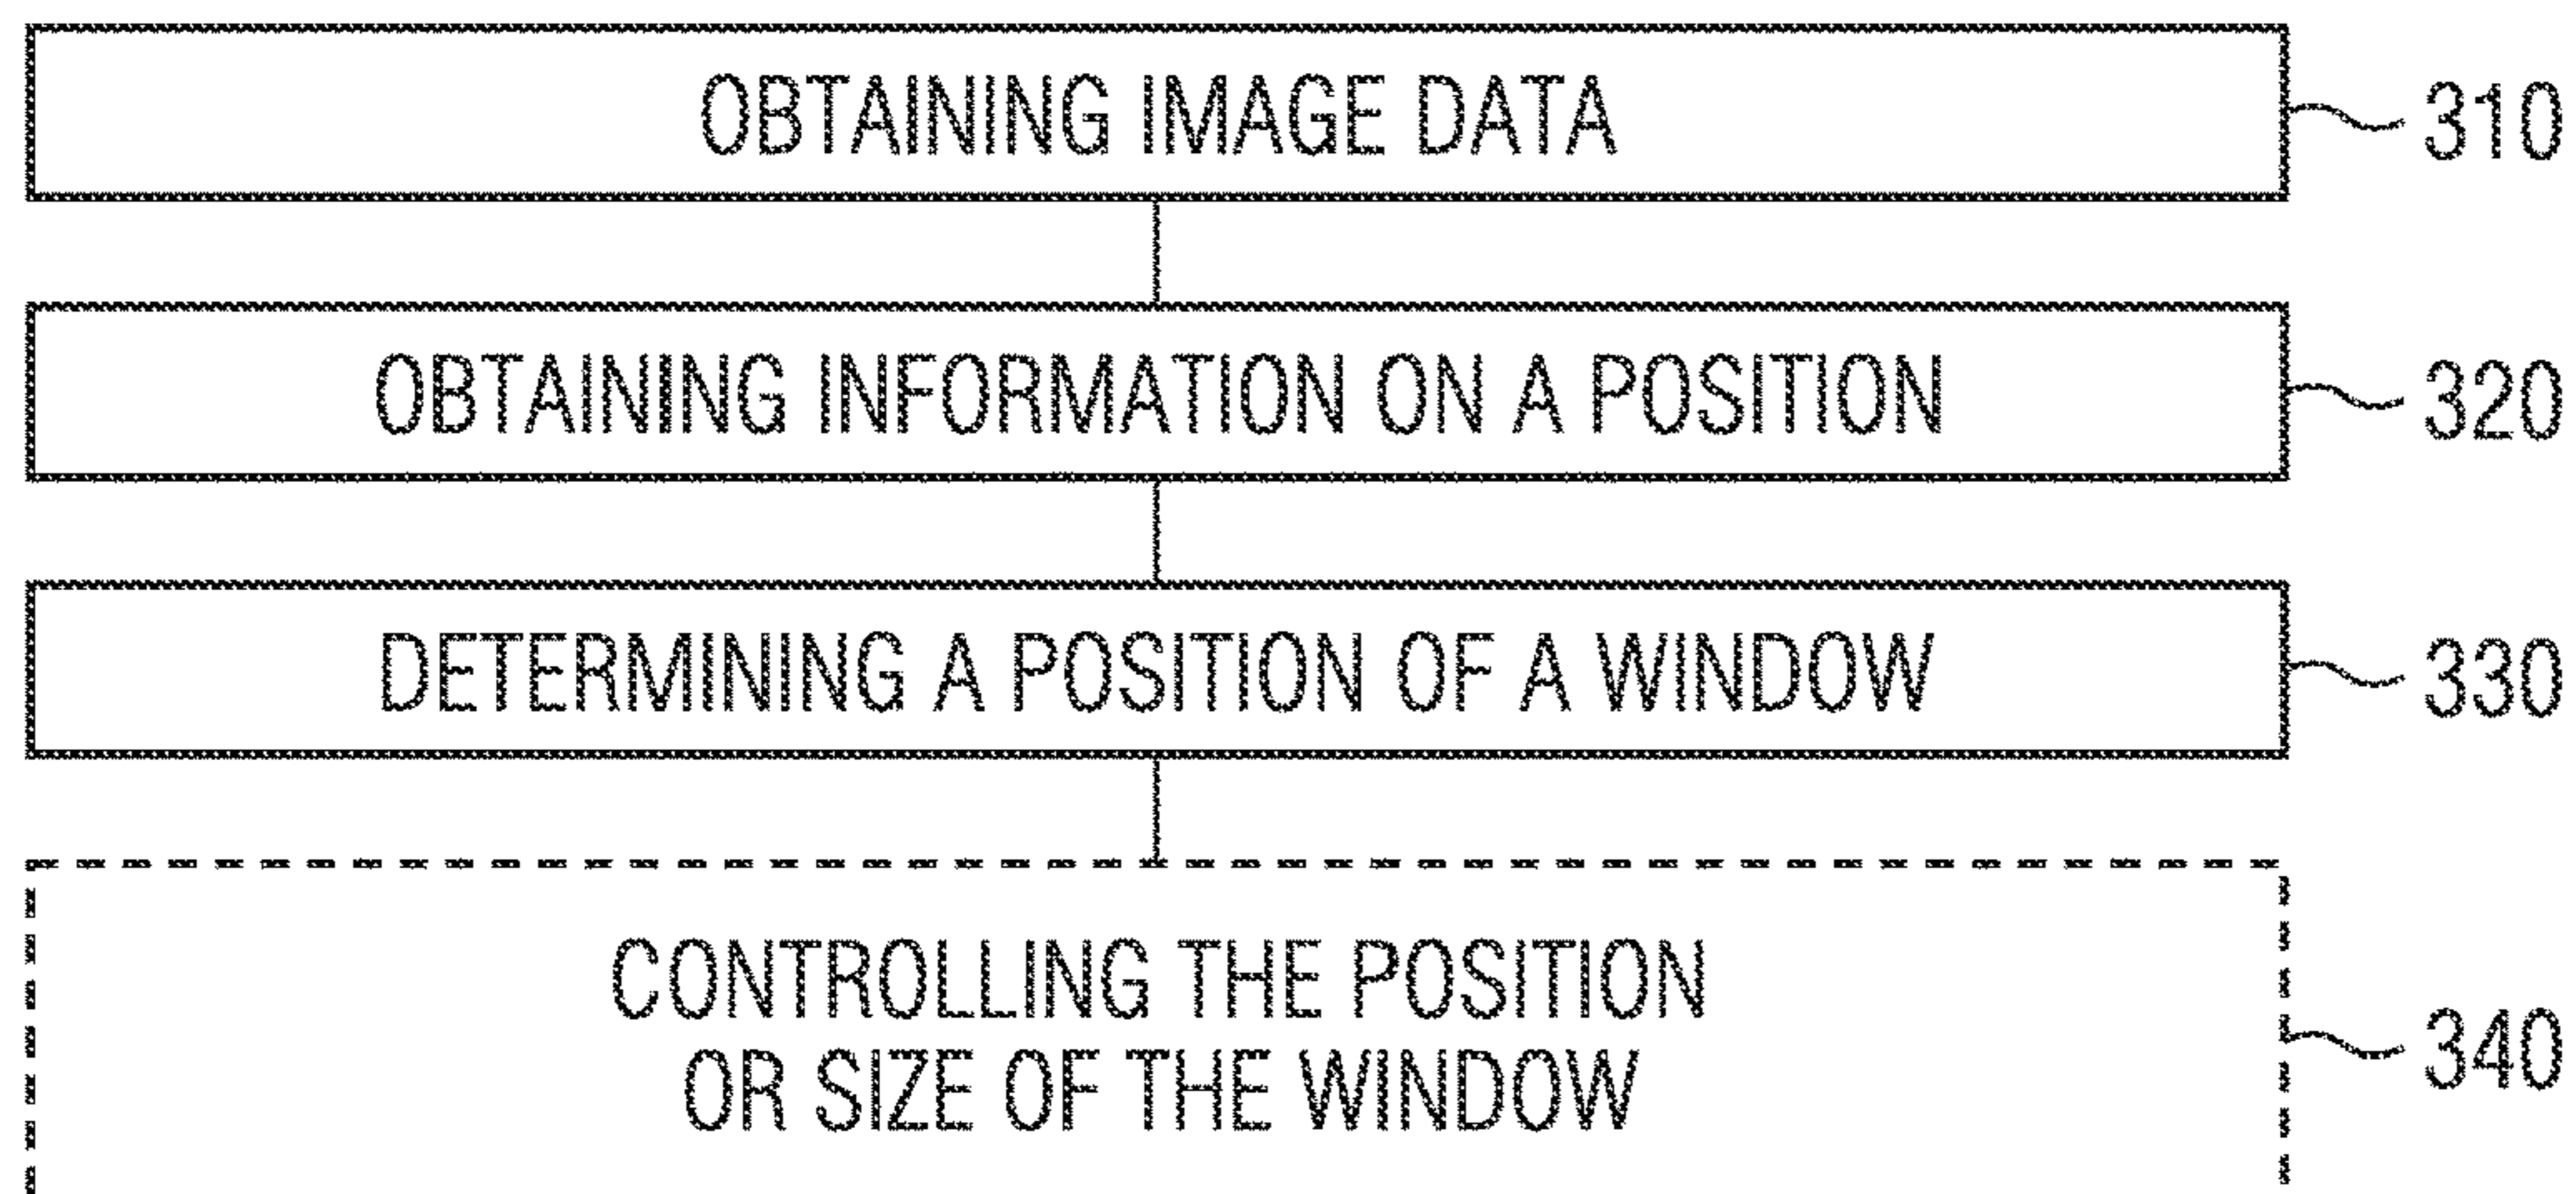 OBTAINING IMAGE DATA 310
OBTAINING INFORMATION ON A POSITION 320
DETERMINING A POSITION OF A WINDOW 330
CONTROLLING THE POSITION
OR SIZE OF THE WINDOW
340